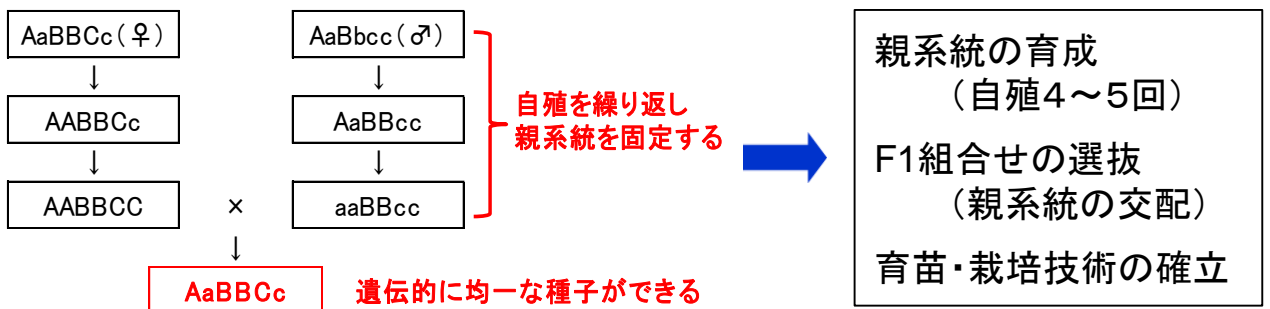 AaBBCc(♀)
AaBbcc(♂)
↓
↓
AABBCc
AaBBcc
↓
↓
AABBCC
×
aaBBcc
↓
AaBBCc
遺伝的に均一な種子ができる
自殖を繰り返し
親系統を固定する
親系統の育成
(自殖4~5回)
F1組合せの選抜
(親系統の交配)
育苗・栽培技術の確立